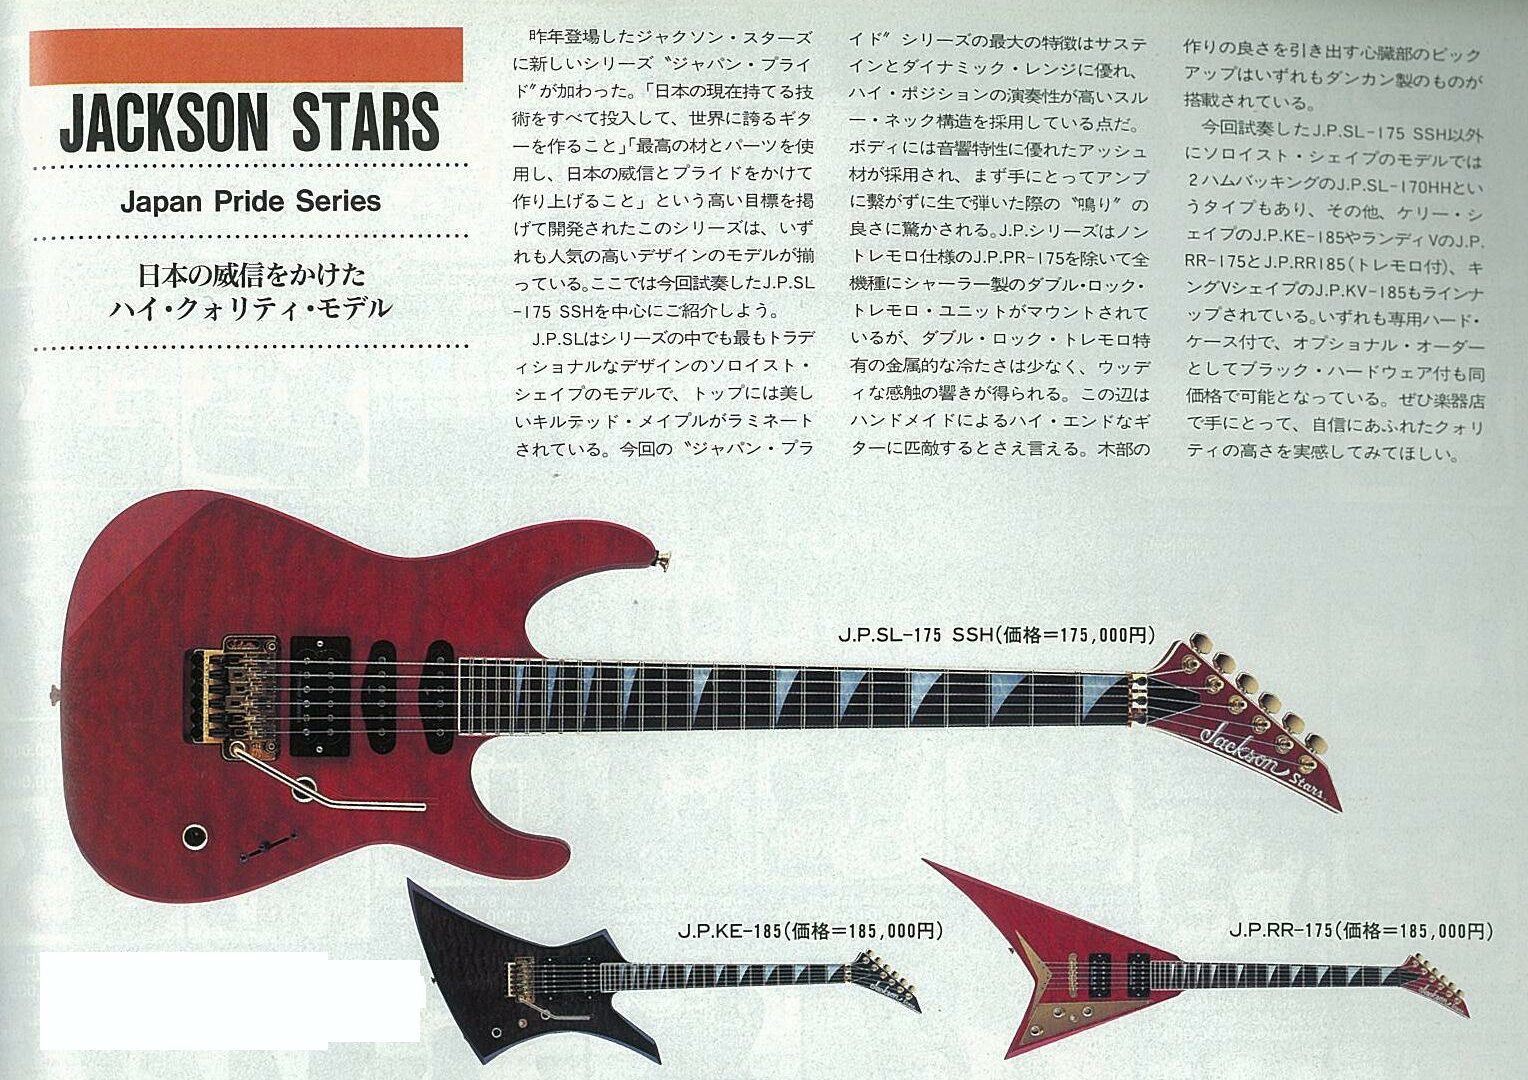 JACKSON STARS
Japan Pride Series
日本の威信をかけた
ハイ・クォリティ・モデル
昨年登場したジャクソン・スターズ
に新しいシリーズ〝ジャパン・プライ
ド〞が加わった。「日本の現在持てる技
術をすべて投入して、世界に誇るギタ
ーを作ること」「最高の材とパーツを使
用し、日本の威信とプライドをかけて
作り上げること」という高い目標を掲
げて開発されたこのシリーズは、いず
れも人気の高いデザインのモデルが揃
っている。ここでは今回試奏したJ.P.SL
-175 SSHを中心にご紹介しよう。
J.P.SLはシリーズの中でも最もトラデ
ィショナルなデザインのソロイスト・
シェイプのモデルで、トップには美し
いキルテッド・メイプルがラミネート
されている。今回の〝ジャパン・プラ
イド〞シリーズの最大の特徴はサステ
インとダイナミック・レンジに優れ、
ハイ・ポジションの演奏性が高いスル
ー・ネック構造を採用している点だ。
ボディには音響特性に優れたアッシュ
材が採用され、まず手にとってアンプ
に繫がずに生で弾いた際の〝鳴り〞の
良さに驚かされる。J.P.シリーズはノン
トレモロ仕様のJ.P.PR-175を除いて全
機種にシャーラー製のダブル・ロック・
トレモロ・ユニットがマウントされて
いるが、ダブル・ロック・トレモロ特
有の金属的な冷たさは少なく、ウッデ
ィな感触の響きが得られる。この辺は
ハンドメイドによるハイ・エンドなギ
ターに匹敵するとさえ言える。木部の
作りの良さを引き出す心臓部のピック
アップはいずれもダンカン製のものが
搭載されている。
今回試奏したJ.P.SL-175 SSH以外
にソロイスト・シェイプのモデルでは
2ハムバッキングのJ.P.SL-170HHとい
うタイプもあり、その他、ケリー・シ
ェイプのJ.P.KE-185やランディVのJ.P.
RR-175とJ.P.RR185(トレモロ付)、キ
ングVシェイプのJ.P.KV-185もラインナ
ップされている。いずれも専用ハード・
ケース付で、オプショナル・オーダー
としてブラック・ハードウェア付も同
価格で可能となっている。ぜひ楽器店
で手にとって、自信にあふれたクォリ
ティの高さを実感してみてほしい。
J.P.SL-175 SSH(価格=175,000円)
Jackson Stars
J.P.KE-185(価格=185,000円)
J.P.RR-175(価格=185,000円)